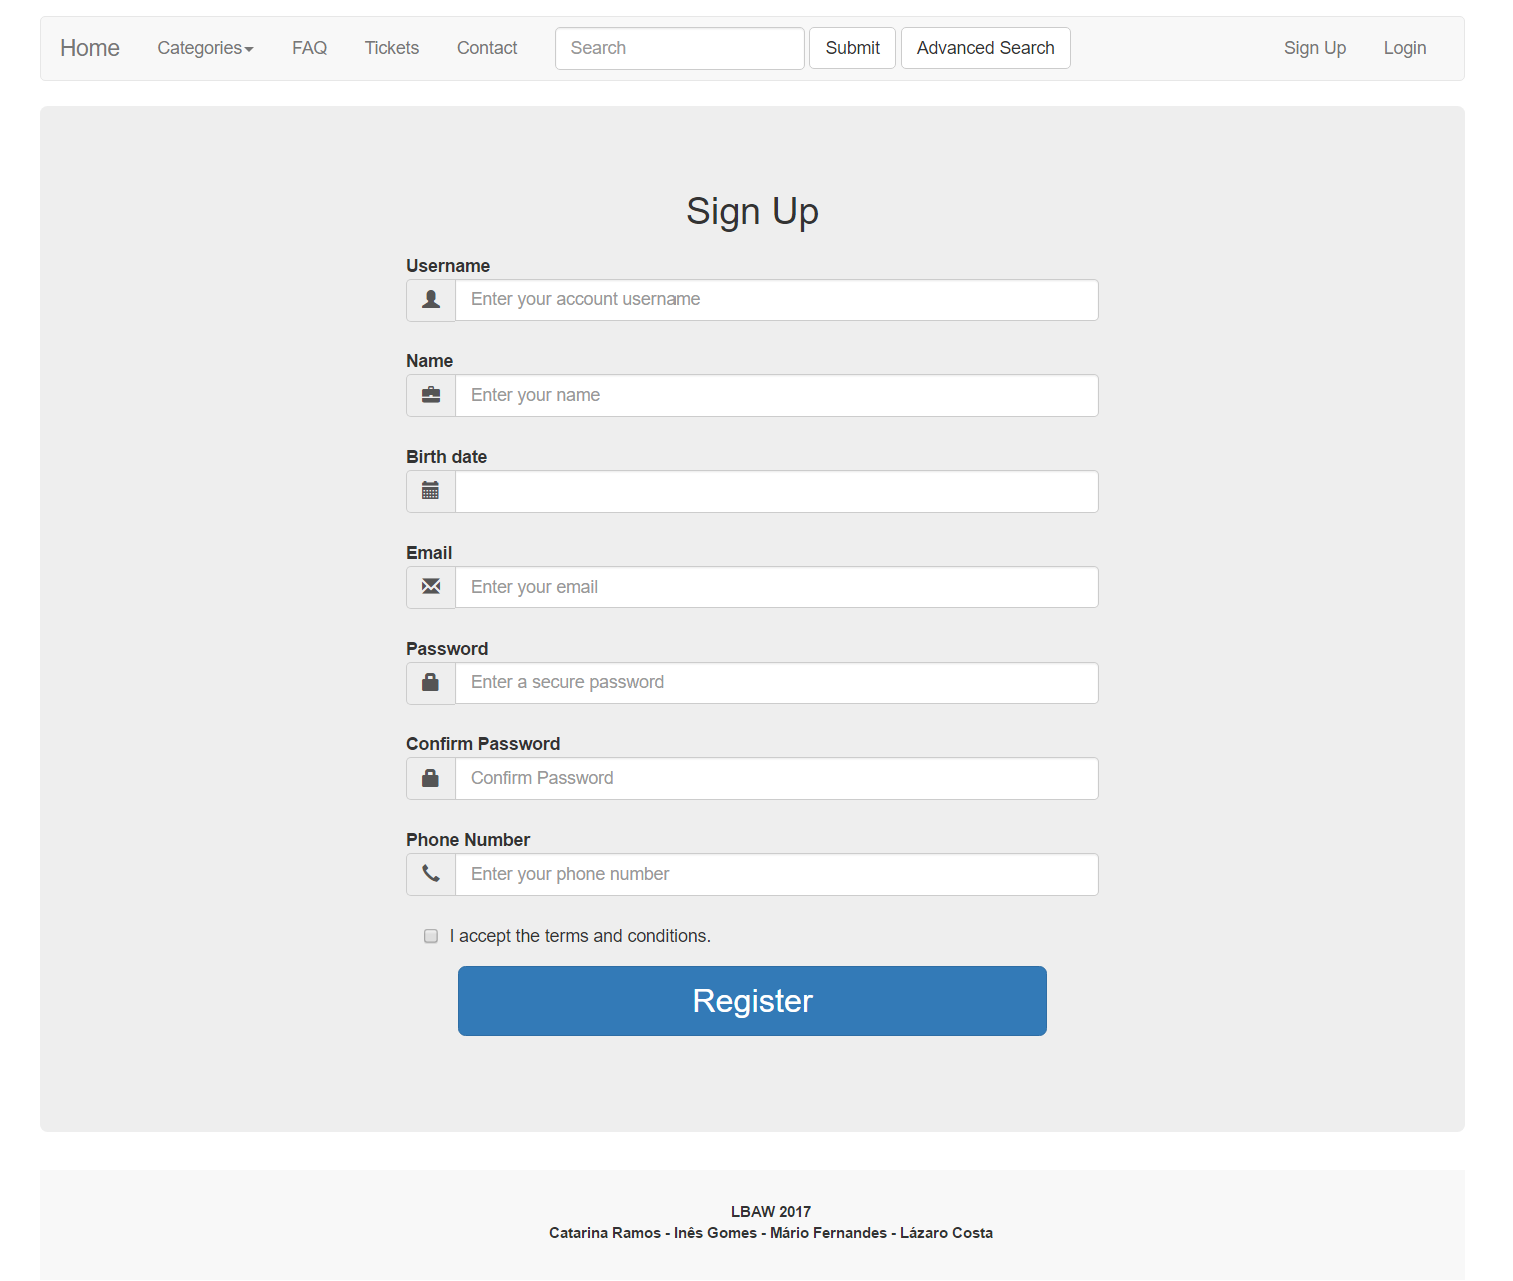 Home Categories FAQ Tickets Contact Search Submit Advanced Search Sign Up Login
Sign Up
Username
Enter your account username
Name
Enter your name
Birth date
Email
Enter your email
Password
Enter a secure password
Confirm Password
Confirm Password
Phone Number
Enter your phone number
I accept the terms and conditions.
Register
LBAW 2017
Catarina Ramos - Inês Gomes - Mário Fernandes - Lázaro Costa